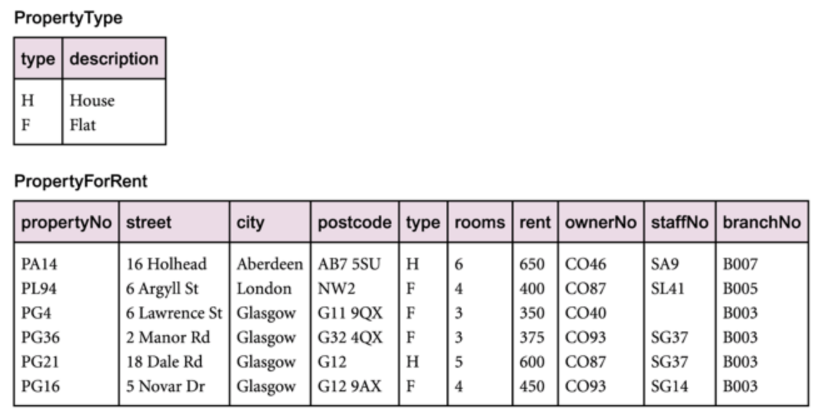 PropertyType
type description
H House
F Flat
PropertyForRent
propertyNo street city postcode type rooms rent ownerNo staffNo branchNo
PA14 16 Holhead Aberdeen AB7 5SU H 6 650 CO46 SA9 B007
PL94 6 Argyll St London NW2 F 4 400 CO87 SL41 B005
PG4 6 Lawrence St Glasgow G11 9QX F 3 350 CO40 B003
PG36 2 Manor Rd Glasgow G32 4QX F 3 375 CO93 SG37 B003
PG21 18 Dale Rd Glasgow G12 H 5 600 CO87 SG37 B003
PG16 5 Novar Dr Glasgow G12 9AX F 4 450 CO93 SG14 B003